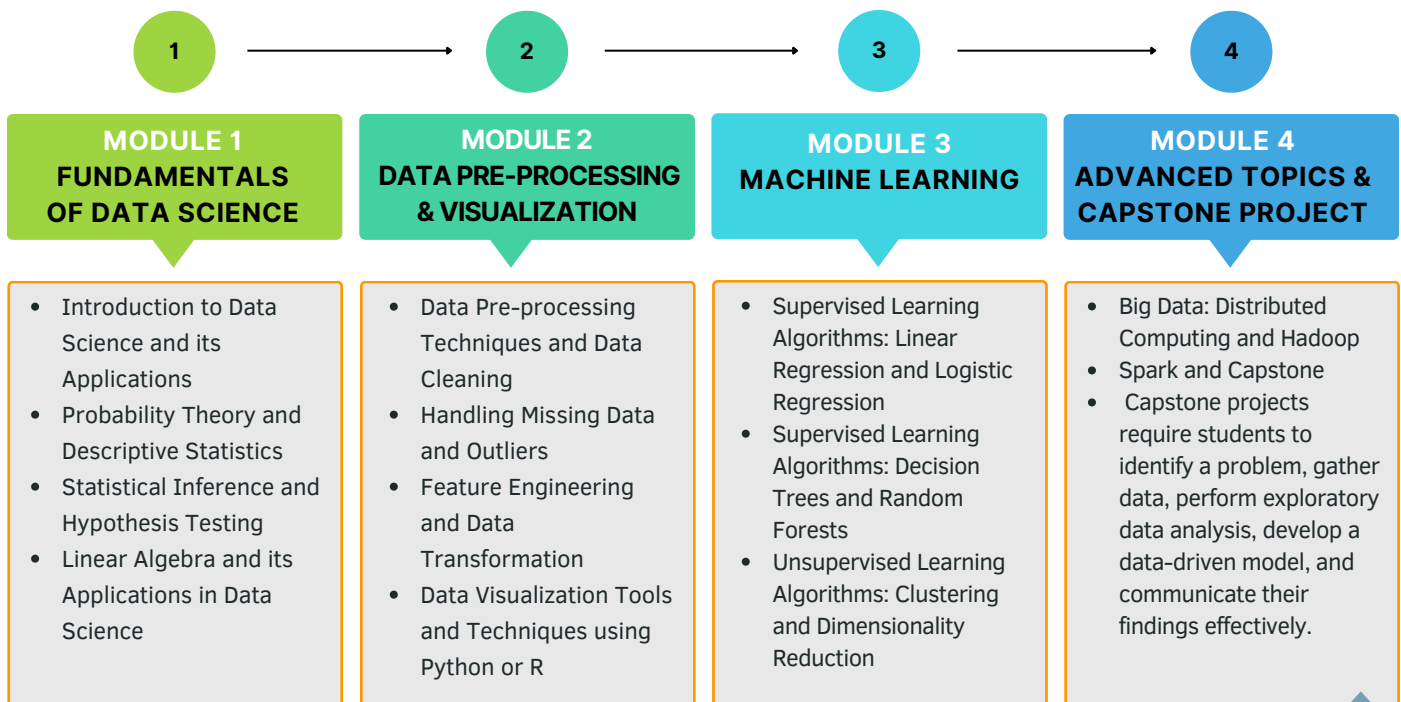 1
2
3
4
MODULE 1
FUNDAMENTALS
OF DATA SCIENCE
• Introduction to Data
Science and its
Applications
• Probability Theory and
Descriptive Statistics
• Statistical Inference and
Hypothesis Testing
• Linear Algebra and its
Applications in Data
Science
MODULE 2
DATA PRE-PROCESSING
& VISUALIZATION
• Data Pre-processing
Techniques and Data
Cleaning
• Handling Missing Data
and Outliers
• Feature Engineering
and Data
Transformation
• Data Visualization Tools
and Techniques using
Python or R
MODULE 3
MACHINE LEARNING
• Supervised Learning
Algorithms: Linear
Regression and Logistic
Regression
• Supervised Learning
Algorithms: Decision
Trees and Random
Forests
• Unsupervised Learning
Algorithms: Clustering
and Dimensionality
Reduction
MODULE 4
ADVANCED TOPICS &
CAPSTONE PROJECT
• Big Data: Distributed
Computing and Hadoop
• Spark and Capstone
• Capstone projects
require students to
identify a problem, gather
data, perform exploratory
data analysis, develop a
data-driven model, and
communicate their
findings effectively.